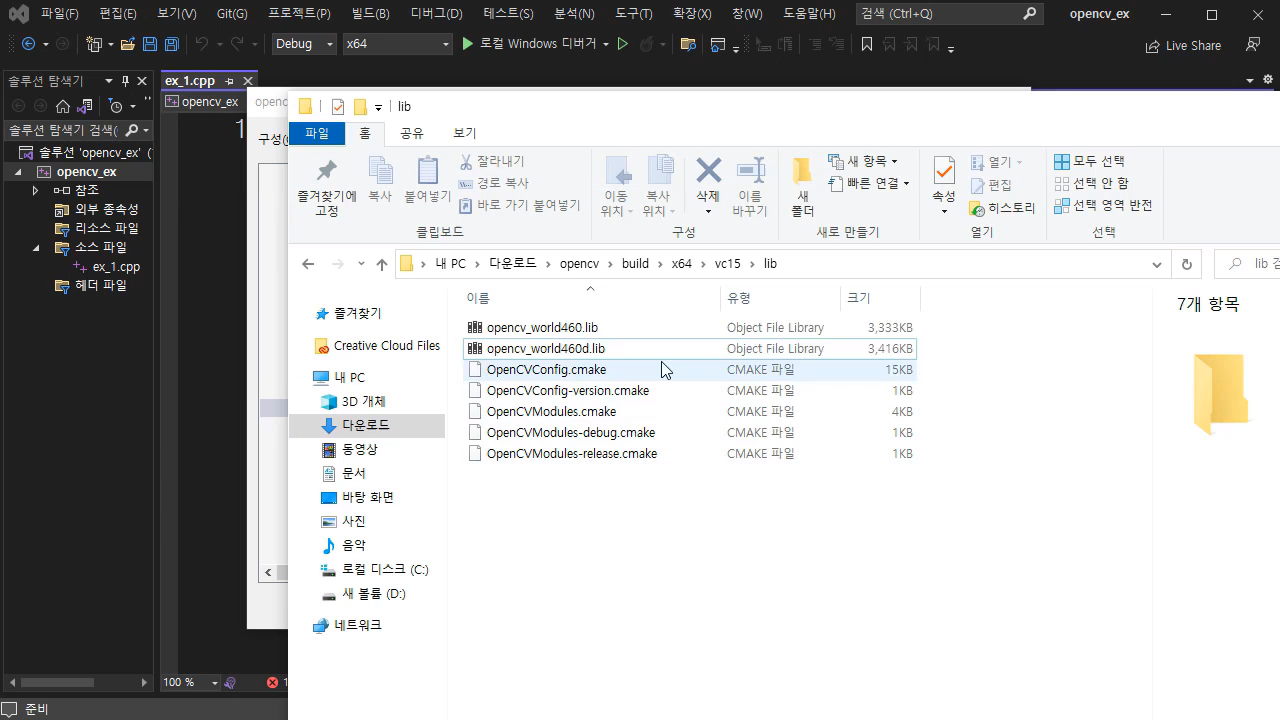 파일(F)
편집(E)
보기(V)
Git(G)
프로젝트(P)
빌드(B)
디버그(D)
테스트(S)
분석(N)
도구(T)
확장(X)
창(W)
도움말(H)
검색 (Ctrl+Q)
opencv_ex
Debug
x64
로컬 Windows 디버거
Live Share
솔루션 탐색기
ex_1.cpp
opencv_ex
솔루션 탐색기 검색(
솔루션 'opencv_ex' (
opencv_ex
참조
외부 종속성
리소스 파일
소스 파일
ex_1.cpp
헤더 파일
1
구성(
lib
파일
홈
공유
보기
즐겨찾기에
고정
복사
붙여넣기
잘라내기
경로 복사
바로 가기 붙여넣기
클립보드
이동
위치
복사
위치
삭제
이름
바꾸기
구성
새
폴더
새 항목
빠른 연결
새로 만들기
속성
열기
편집
히스토리
열기
모두 선택
선택 안 함
선택 영역 반전
선택
내 PC
다운로드
opencv
build
x64
vc15
lib
lib 검
이름
유형
크기
opencv_world460.lib Object File Library 3,333KB
opencv_world460d.lib Object File Library 3,416KB
OpenCVConfig.cmake CMAKE 파일 15KB
OpenCVConfig-version.cmake CMAKE 파일 1KB
OpenCVModules.cmake CMAKE 파일 4KB
OpenCVModules-debug.cmake CMAKE 파일 1KB
OpenCVModules-release.cmake CMAKE 파일 1KB
7개 항목
즐겨찾기
Creative Cloud Files
내 PC
3D 개체
다운로드
동영상
문서
바탕 화면
사진
음악
로컬 디스크 (C:)
새 볼륨 (D:)
네트워크
100 %
1
준비